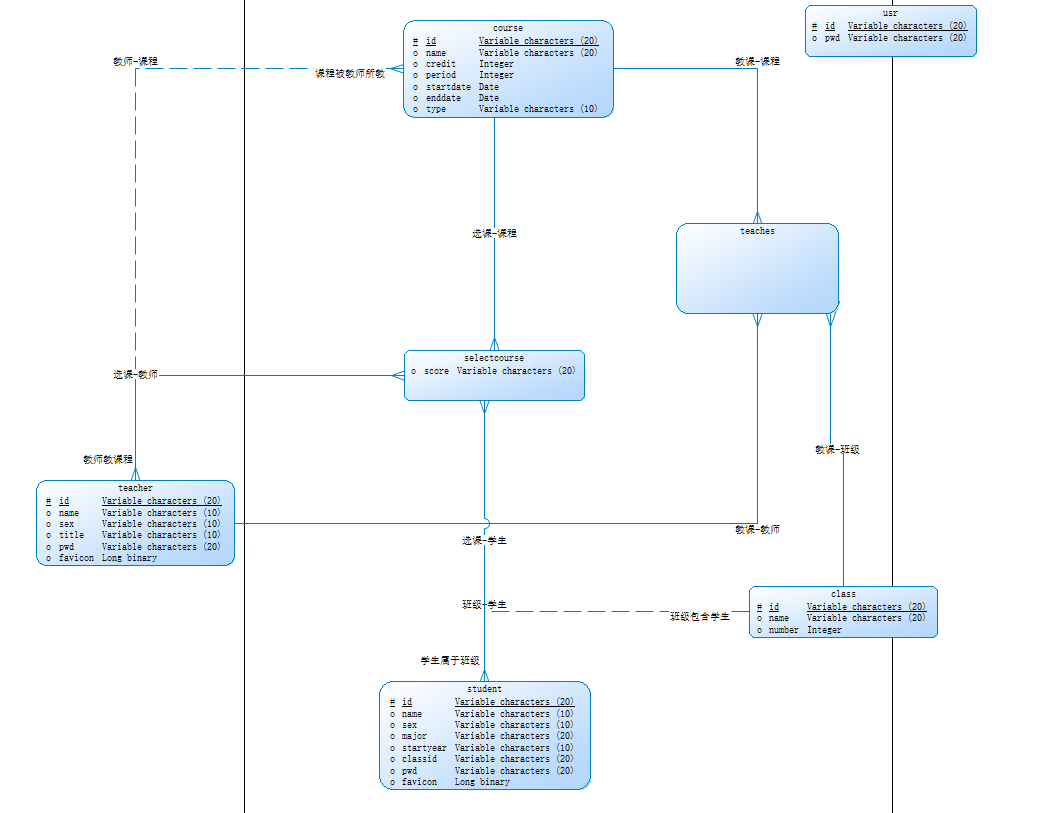 usr
# id Variable characters (20)
o pwd Variable characters (20)
course
# id Variable characters (20)
o name Variable characters (20)
o credit Integer
o period Integer
o startdate Date
o enddate Date
o type Variable characters (10)
教师-课程
课程被教师所教
教课-课程
teaches
选课-课程
selectcourse
o score Variable characters (20)
选课-教师
教课-班级
教师教课程
teacher
# id Variable characters (20)
o name Variable characters (10)
o sex Variable characters (10)
o title Variable characters (10)
o pwd Variable characters (20)
o favicon Long binary
教课-教师
选课-学生
class
# id Variable characters (20)
o name Variable characters (20)
o number Integer
班级-学生
班级包含学生
学生属于班级
student
# id Variable characters (20)
o name Variable characters (10)
o sex Variable characters (10)
o major Variable characters (20)
o startyear Variable characters (10)
o classid Variable characters (20)
o pwd Variable characters (20)
o favicon Long binary